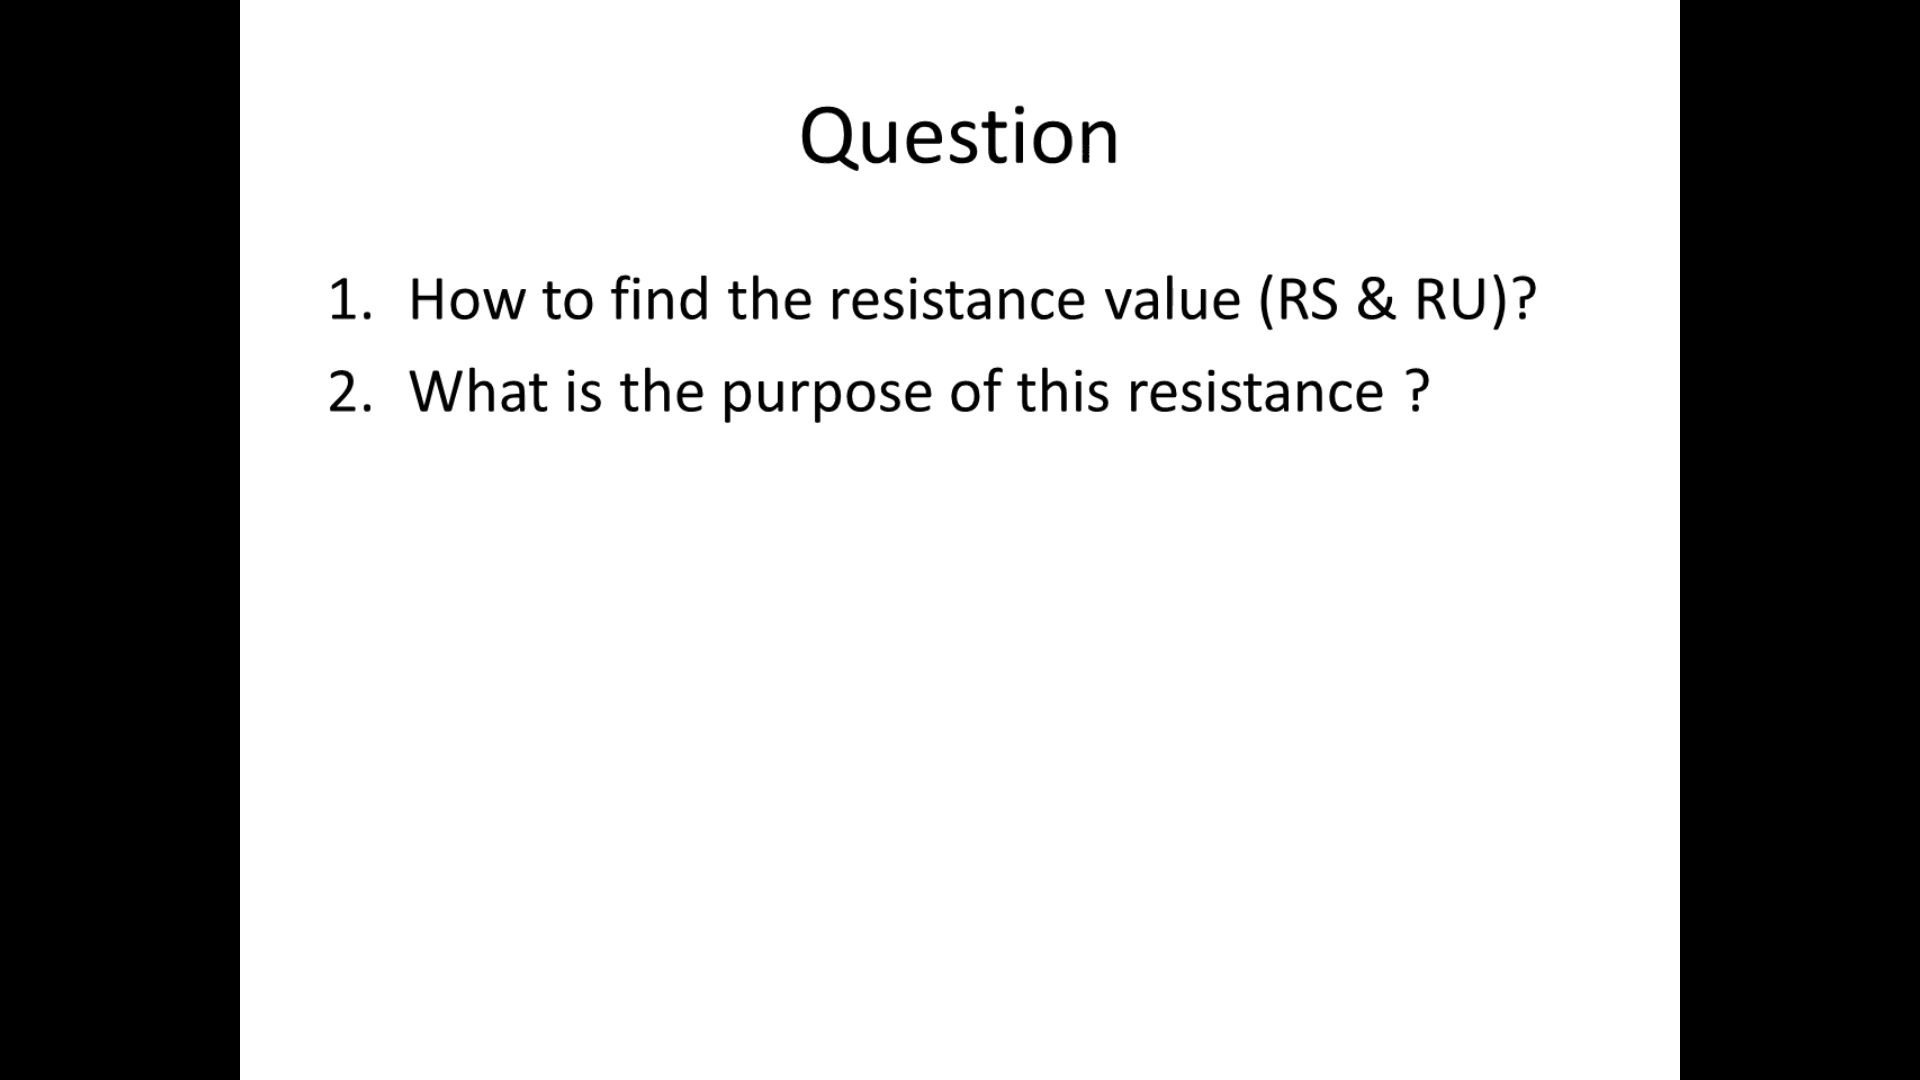 Question
1. How to find the resistance value (RS & RU)?
2. What is the purpose of this resistance ?